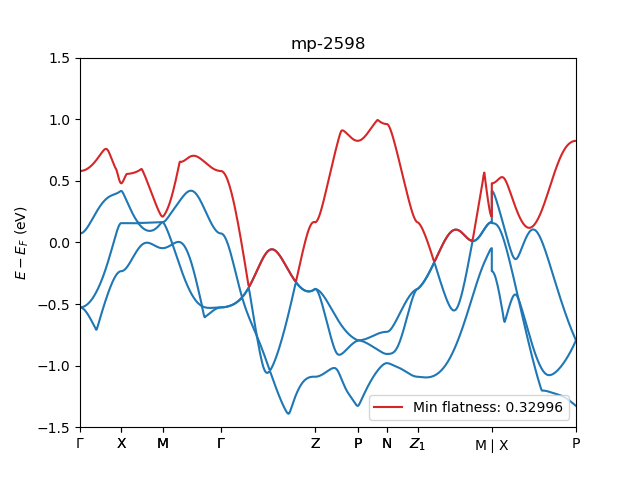 mp-2598
E − E_F (eV)
1.5
1.0
0.5
0.0
−0.5
−1.0
−1.5
Min flatness: 0.32996
Γ X M Γ Z P N Z₁ M | X P